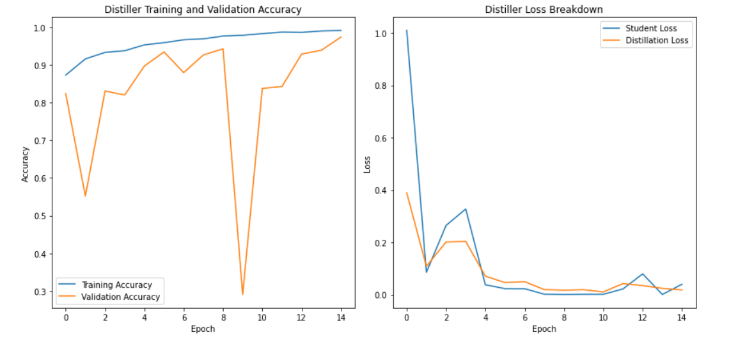 Distiller Training and Validation Accuracy
1.0
0.9
0.8
0.7
0.6
0.5
0.4
0.3
Accuracy
Training Accuracy
Validation Accuracy
0 2 4 6 8 10 12 14
Epoch
Distiller Loss Breakdown
1.0
0.8
0.6
0.4
0.2
0.0
Loss
Student Loss
Distillation Loss
0 2 4 6 8 10 12 14
Epoch